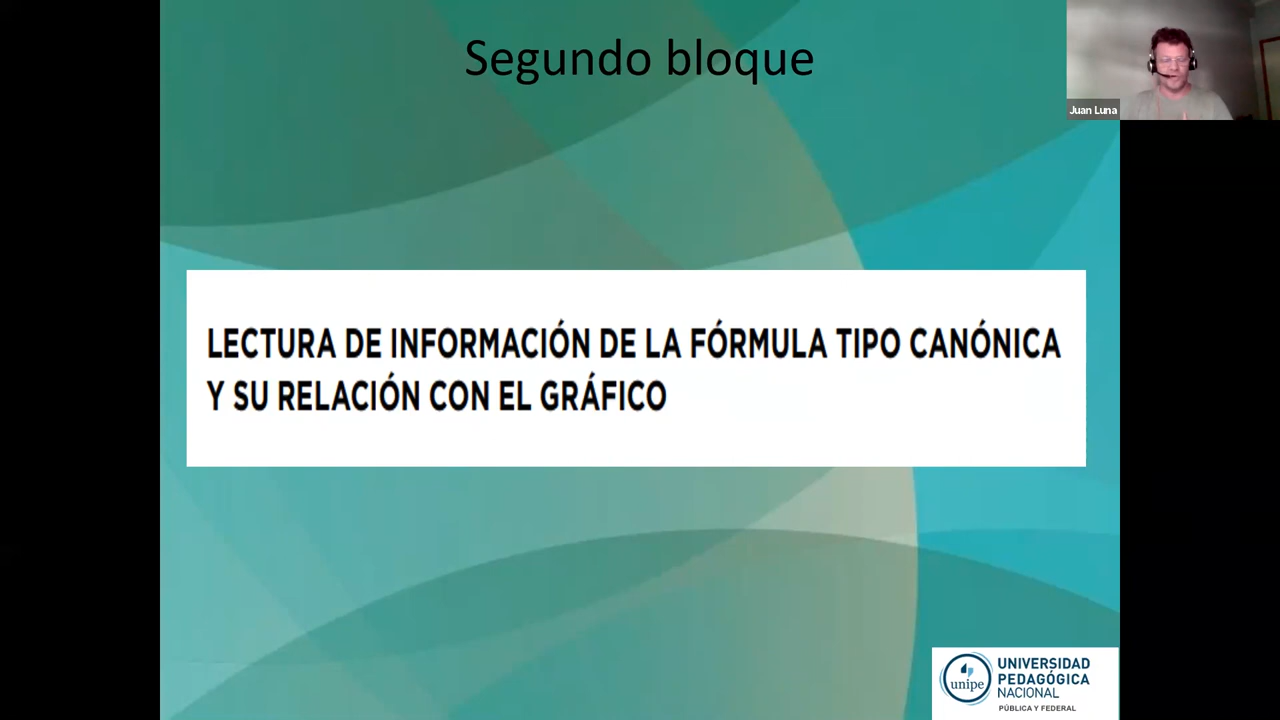 Segundo bloque
Juan Luna
LECTURA DE INFORMACIÓN DE LA FÓRMULA TIPO CANÓNICA
Y SU RELACIÓN CON EL GRÁFICO
unipe
UNIVERSIDAD
PEDAGÓGICA
NACIONAL
PÚBLICA Y FEDERAL